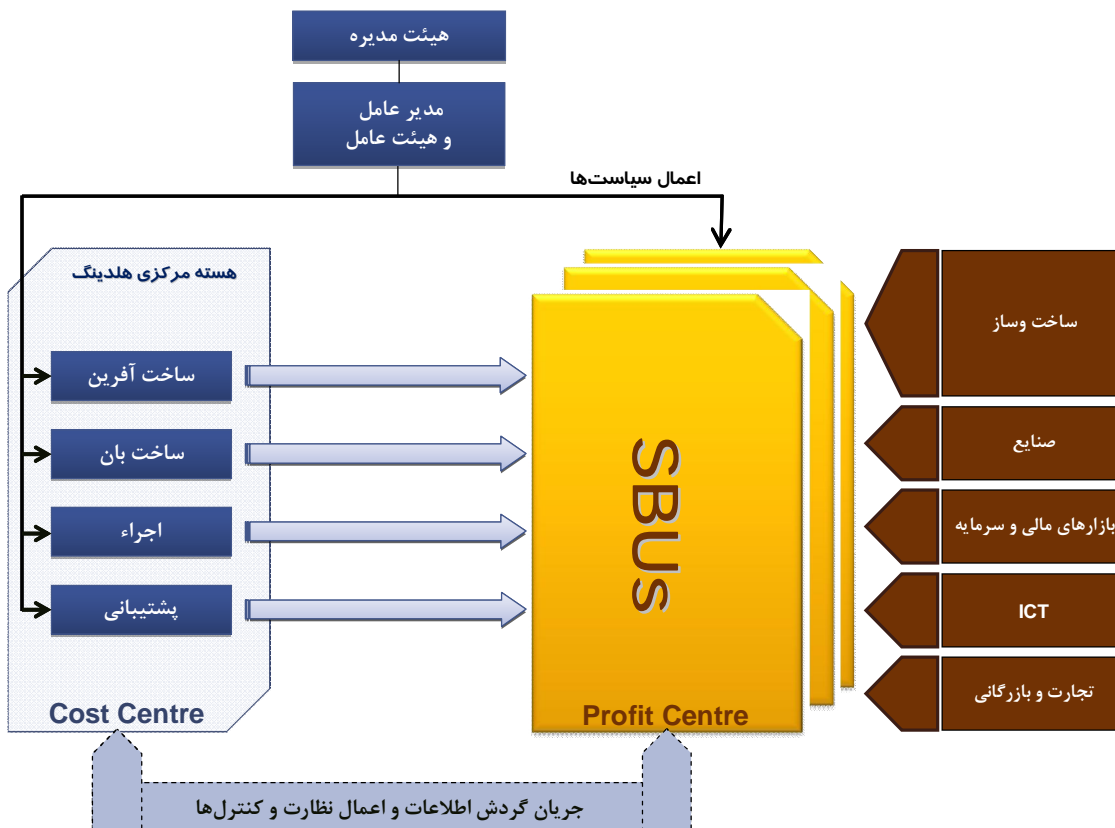 هیئت مدیره
مدیر عامل
و هیئت عامل
اعمال سیاست‌ها
هسته مرکزی هلدینگ
ساخت آفرین
ساخت بان
اجراء
پشتیبانی
Cost Centre
SBUs
Profit Centre
ساخت وساز
صنایع
بازارهای مالی و سرمایه
ICT
تجارت و بازرگانی
جریان گردش اطلاعات و اعمال نظارت و کنترل‌ها